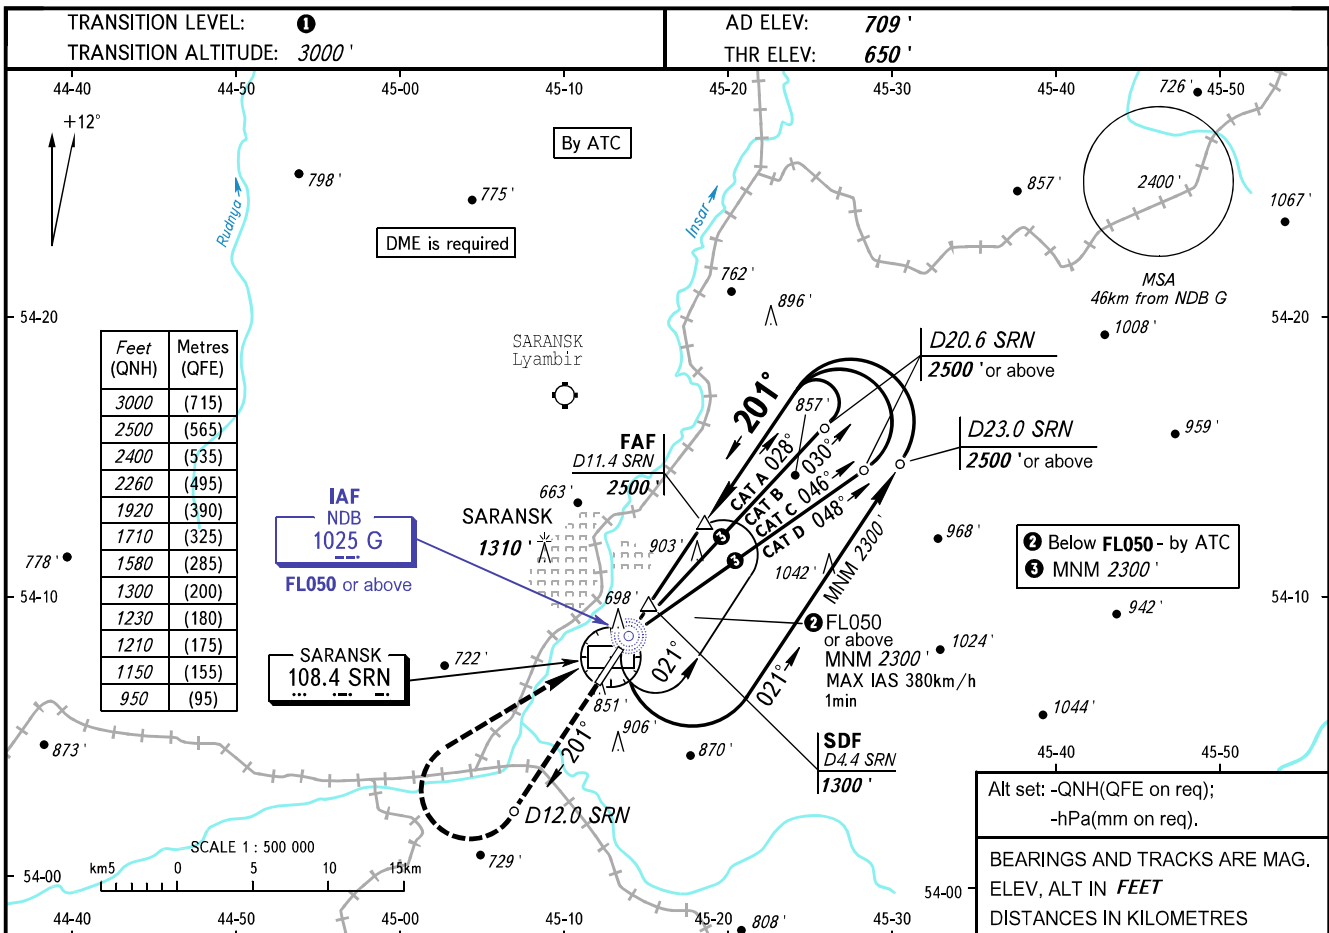 TRANSITION LEVEL: ❶
TRANSITION ALTITUDE: 3000 '
AD ELEV: 709 '
THR ELEV: 650 '
44-40 44-50 45-00 45-10 45-20 45-30 45-40 45-50
726 '
+12°
By ATC
798 '
775 '
Rudnya
Insar
DME is required
857 '
2400 '
1067 '
MSA
46km from NDB G
762 '
896 '
54-20
54-20
1008 '
Feet (QNH) Metres (QFE)
3000 (715)
2500 (565)
2400 (535)
2260 (495)
1920 (390)
1710 (325)
1580 (285)
1300 (200)
1230 (180)
1210 (175)
1150 (155)
950 (95)
SARANSK
Lyambir
D20.6 SRN
2500 ' or above
D23.0 SRN
2500 ' or above
959 '
201°
857 '
FAF
D11.4 SRN
2500 '
CAT A 028°
CAT B 030°
CAT C 046°
CAT D 048°
MNM 2300 '
❸
❸
663 '
SARANSK
1310 '
903 '
1042 '
968 '
IAF
NDB
1025 G
FL050 or above
❷ Below FL050 - by ATC
❸ MNM 2300 '
778 '
54-10
54-10
942 '
698 '
❷ FL050
or above
MNM 2300 '
MAX IAS 380km/h
1min
1024 '
SARANSK
108.4 SRN
722 '
021°
021°
851 '
906 '
201°
870 '
1044 '
873 '
SDF
D4.4 SRN
1300 '
45-40 45-50
D12.0 SRN
729 '
SCALE 1 : 500 000
km5 0 5 10 15km
54-00
54-00
Alt set: -QNH(QFE on req);
-hPa(mm on req).
BEARINGS AND TRACKS ARE MAG.
ELEV, ALT IN FEET
DISTANCES IN KILOMETRES
44-40 44-50 45-00 45-10 45-20 45-30
808 '